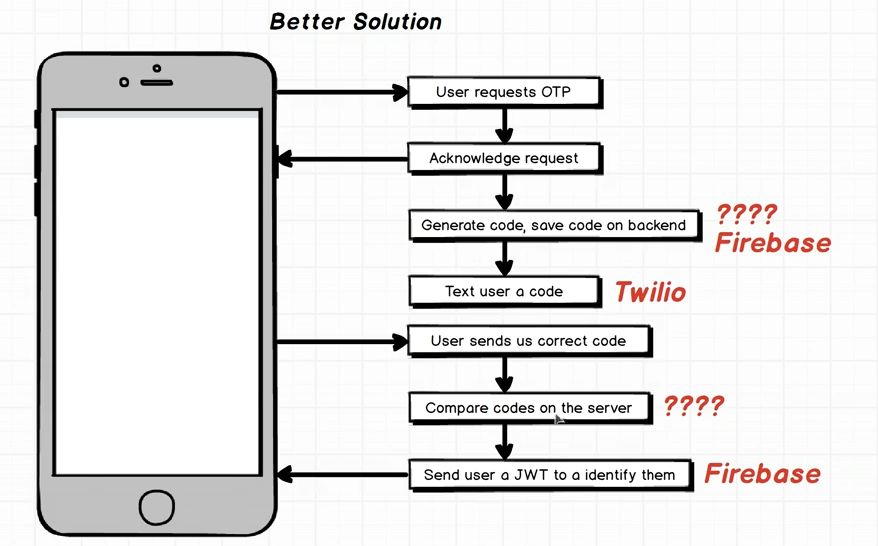 Better Solution
User requests OTP
Acknowledge request
Generate code, save code on backend
????
Firebase
Text user a code
Twilio
User sends us correct code
Compare codes on the server
????
Send user a JWT to a identify them
Firebase